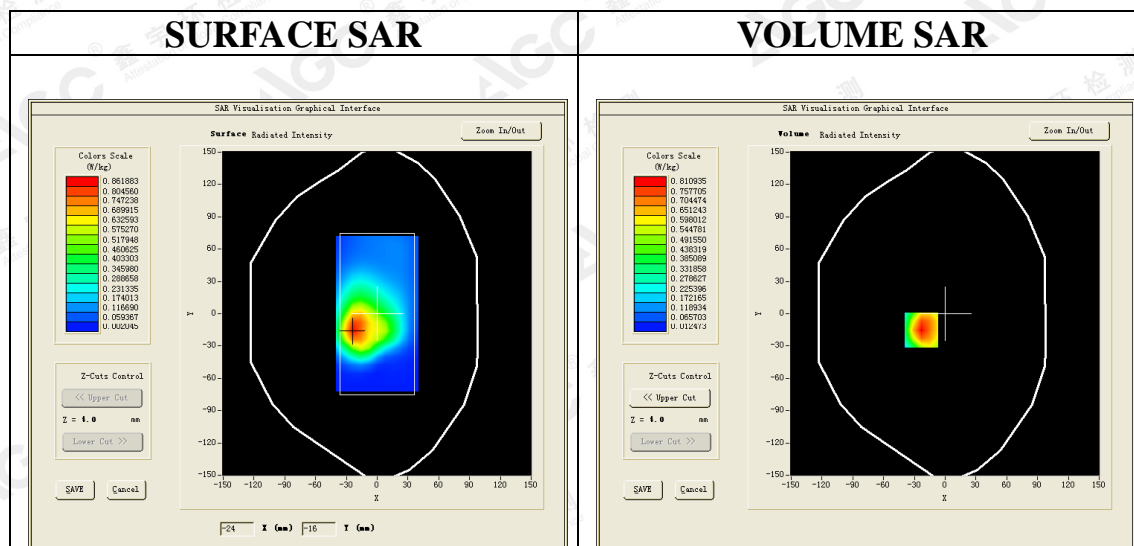 SURFACE SAR
VOLUME SAR
SAR Visualisation Graphical Interface
Surface Radiated Intensity
Zoom In/Out
Colors Scale
(W/kg)
0.861883
0.804560
0.747238
0.689915
0.632593
0.575270
0.517948
0.460625
0.403303
0.345980
0.288658
0.231335
0.174013
0.116690
0.059367
0.002045
Z-Cuts Control
<< Upper Cut
Z = 4.0 mm
Lower Cut >>
SAVE
Cancel
150
120
90
60
30
0
-30
-60
-90
-120
-150
Y
-150 -120 -90 -60 -30 0 30 60 90 120 150
X
-24 X (mm) -16 Y (mm)
SAR Visualisation Graphical Interface
Volume Radiated Intensity
Zoom In/Out
Colors Scale
(W/kg)
0.810935
0.757705
0.704474
0.651243
0.598012
0.544781
0.491550
0.438319
0.385089
0.331858
0.278627
0.225396
0.172165
0.118934
0.065703
0.012473
Z-Cuts Control
<< Upper Cut
Z = 4.0 mm
Lower Cut >>
SAVE
Cancel
150
120
90
60
30
0
-30
-60
-90
-120
-150
Y
-150 -120 -90 -60 -30 0 30 60 90 120 150
X